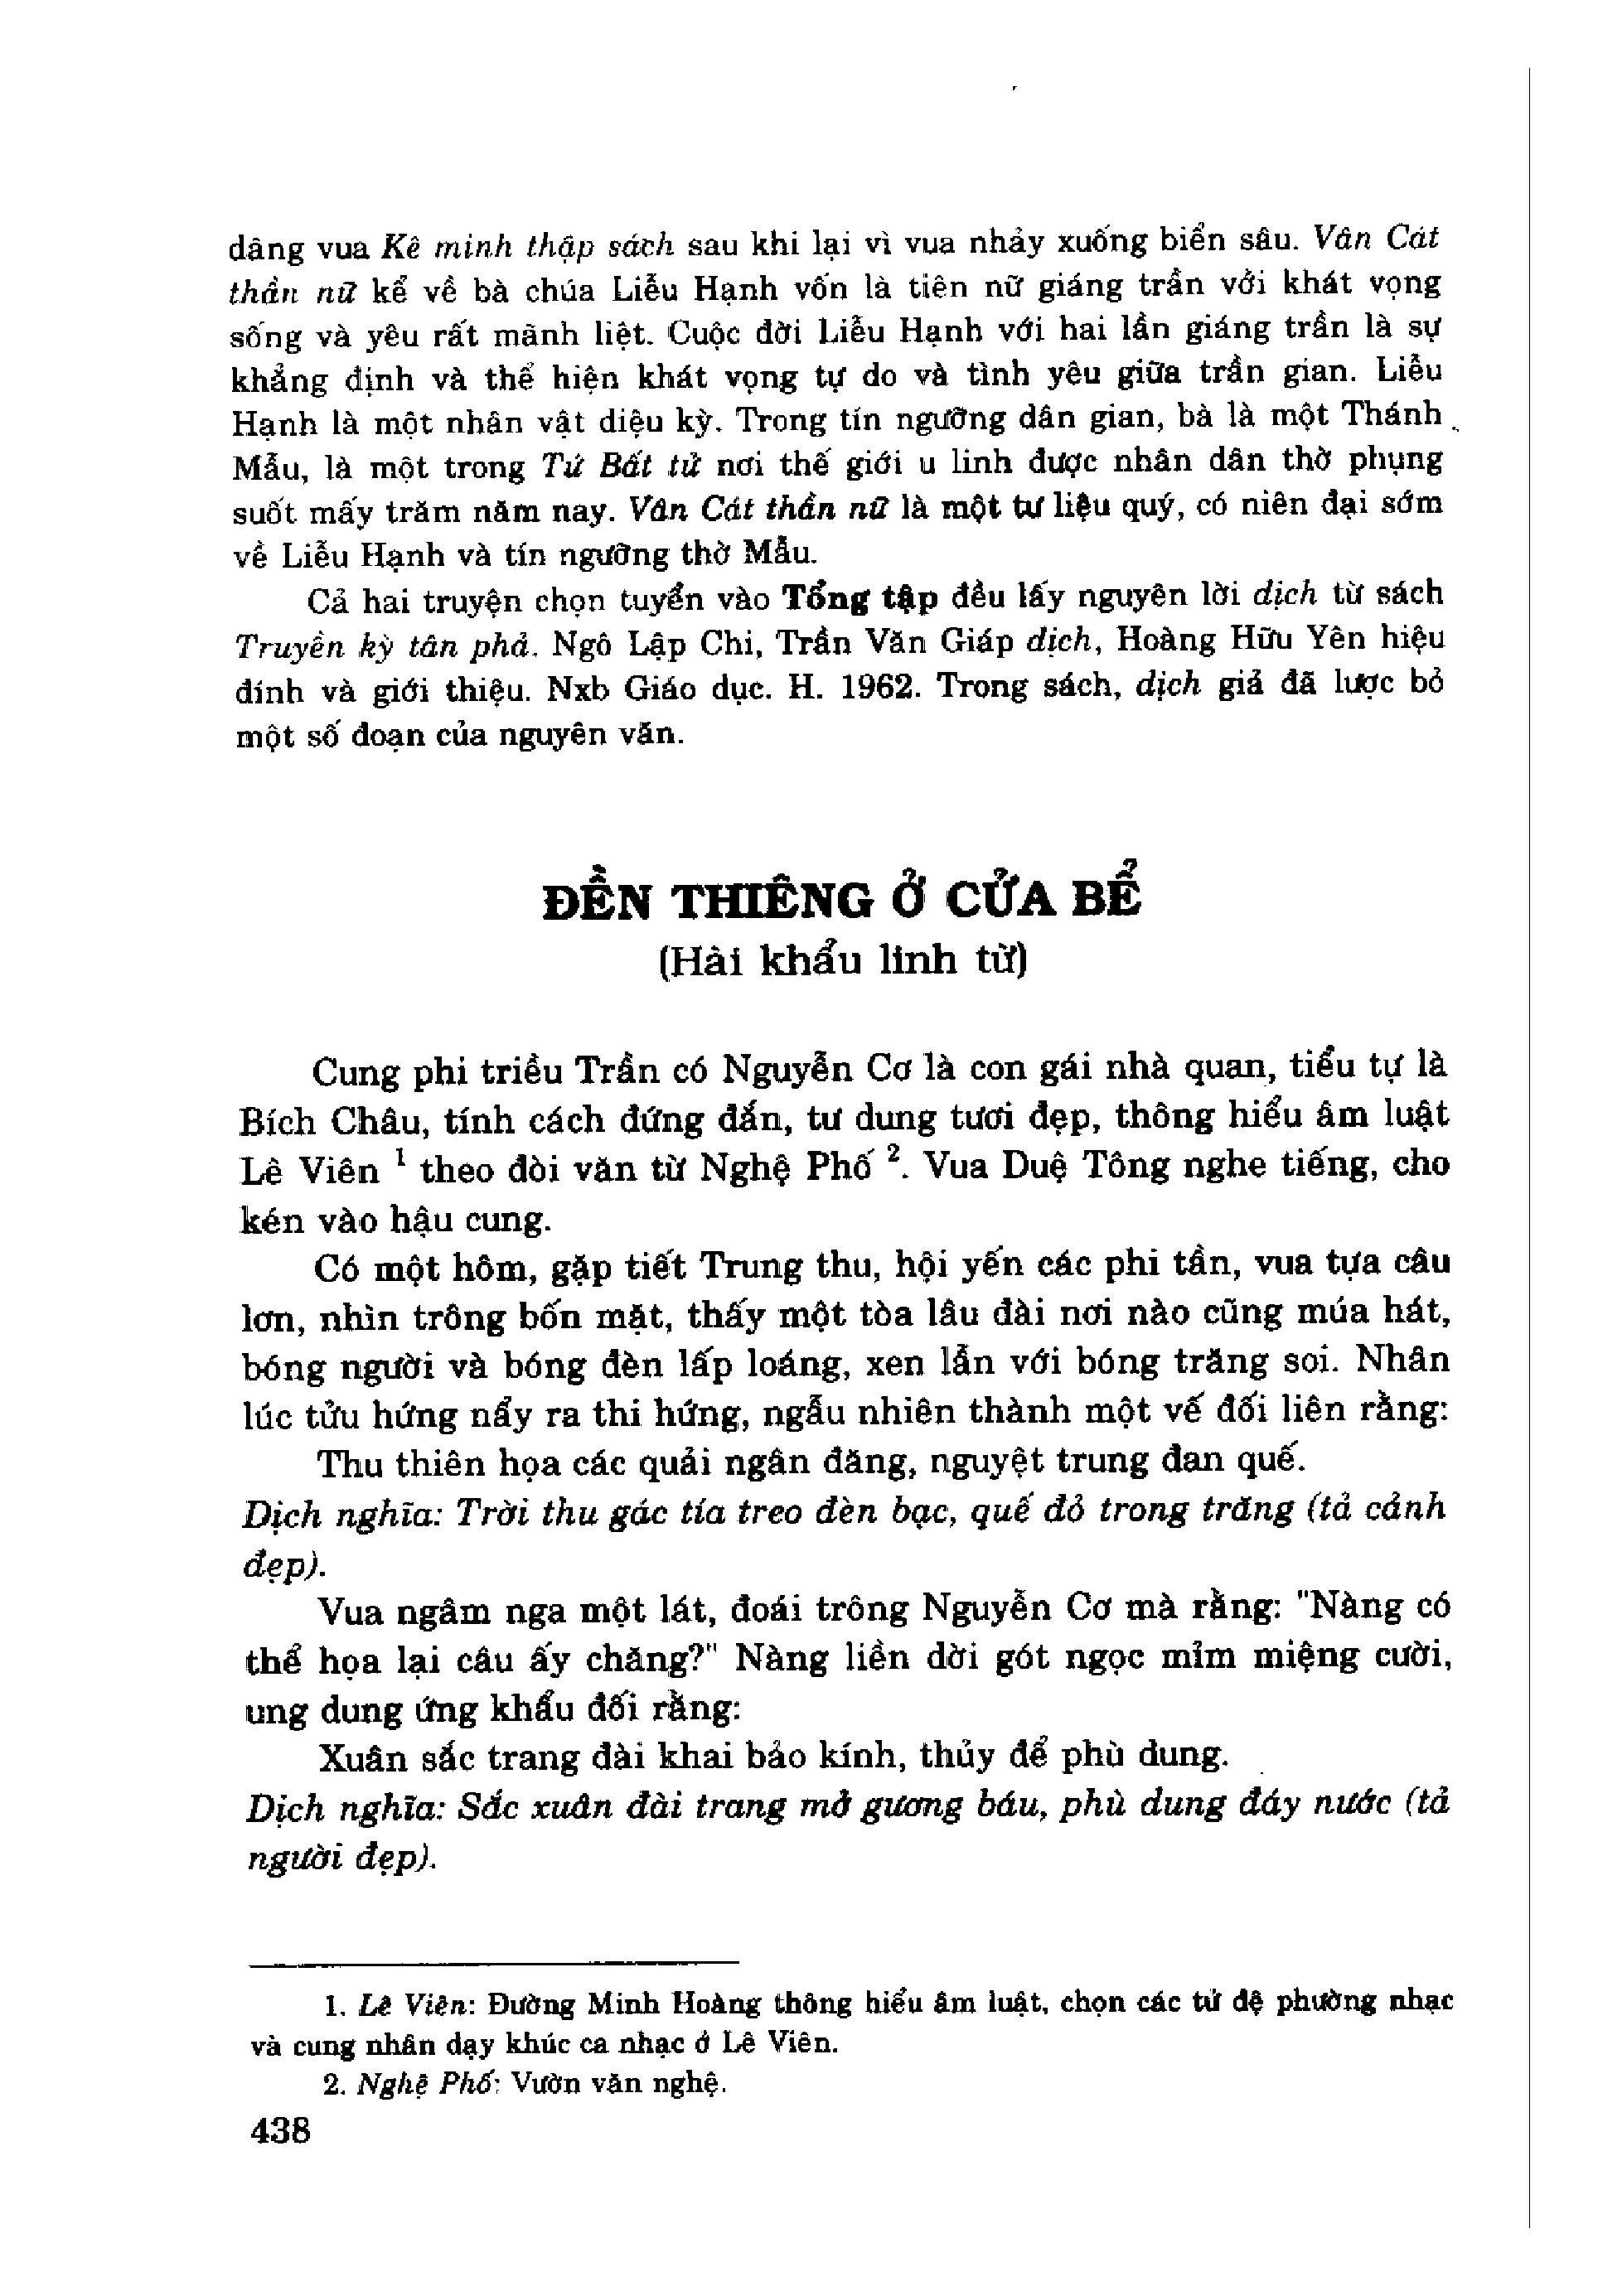 dâng vua Kê minh thập sách sau khi lại vì vua nhảy xuống biển sâu. Vân Cát
thần nữ kể về bà chúa Liễu Hạnh vốn là tiên nữ giáng trần với khát vọng
sống và yêu rất mãnh liệt. Cuộc đời Liễu Hạnh với hai lần giáng trần là sự
khẳng định và thể hiện khát vọng tự do và tình yêu giữa trần gian. Liễu
Hạnh là một nhân vật diệu kỳ. Trong tín ngưỡng dân gian, bà là một Thánh
Mẫu, là một trong Tứ Bất tử nơi thế giới u linh được nhân dân thờ phụng
suốt mấy trăm năm nay. Vân Cát thần nữ là một tư liệu quý, có niên đại sớm
về Liễu Hạnh và tín ngưỡng thờ Mẫu.
Cả hai truyện chọn tuyển vào Tổng tập đều lấy nguyên lời dịch từ sách
Truyền kỳ tân phả. Ngô Lập Chi, Trần Văn Giáp dịch, Hoàng Hữu Yên hiệu
đính và giới thiệu. Nxb Giáo dục. H. 1962. Trong sách, dịch giả đã lược bỏ
một số đoạn của nguyên văn.
ĐỀN THIÊNG Ở CỬA BỂ
(Hải khẩu linh từ)
Cung phi triều Trần có Nguyễn Cơ là con gái nhà quan, tiểu tự là
Bích Châu, tính cách đứng đắn, tư dung tươi đẹp, thông hiểu âm luật
Lê Viên ¹ theo đòi văn từ Nghệ Phố ². Vua Duệ Tông nghe tiếng, cho
kén vào hậu cung.
Có một hôm, gặp tiết Trung thu, hội yến các phi tần, vua tựa câu
lơn, nhìn trông bốn mặt, thấy một tòa lâu đài nơi nào cũng múa hát,
bóng người và bóng đèn lấp loáng, xen lẫn với bóng trăng soi. Nhân
lúc tửu hứng nẩy ra thi hứng, ngẫu nhiên thành một vế đối liên rằng:
Thu thiên họa các quải ngân đăng, nguyệt trung đan quế.
Dịch nghĩa: Trời thu gác tía treo đèn bạc, quế đỏ trong trăng (tả cảnh
đẹp).
Vua ngâm nga một lát, đoái trông Nguyễn Cơ mà rằng: "Nàng có
thể họa lại câu ấy chăng?" Nàng liền dời gót ngọc mỉm miệng cười,
ung dung ứng khẩu đối rằng:
Xuân sắc trang đài khai bảo kính, thủy để phù dung.
Dịch nghĩa: Sắc xuân đài trang mở gương báu, phù dung đáy nước (tả
người đẹp).
1. Lê Viên: Đường Minh Hoàng thông hiểu âm luật, chọn các tử đệ phường nhạc
và cung nhân dạy khúc ca nhạc ở Lê Viên.
2. Nghệ Phố: Vườn văn nghệ.
438